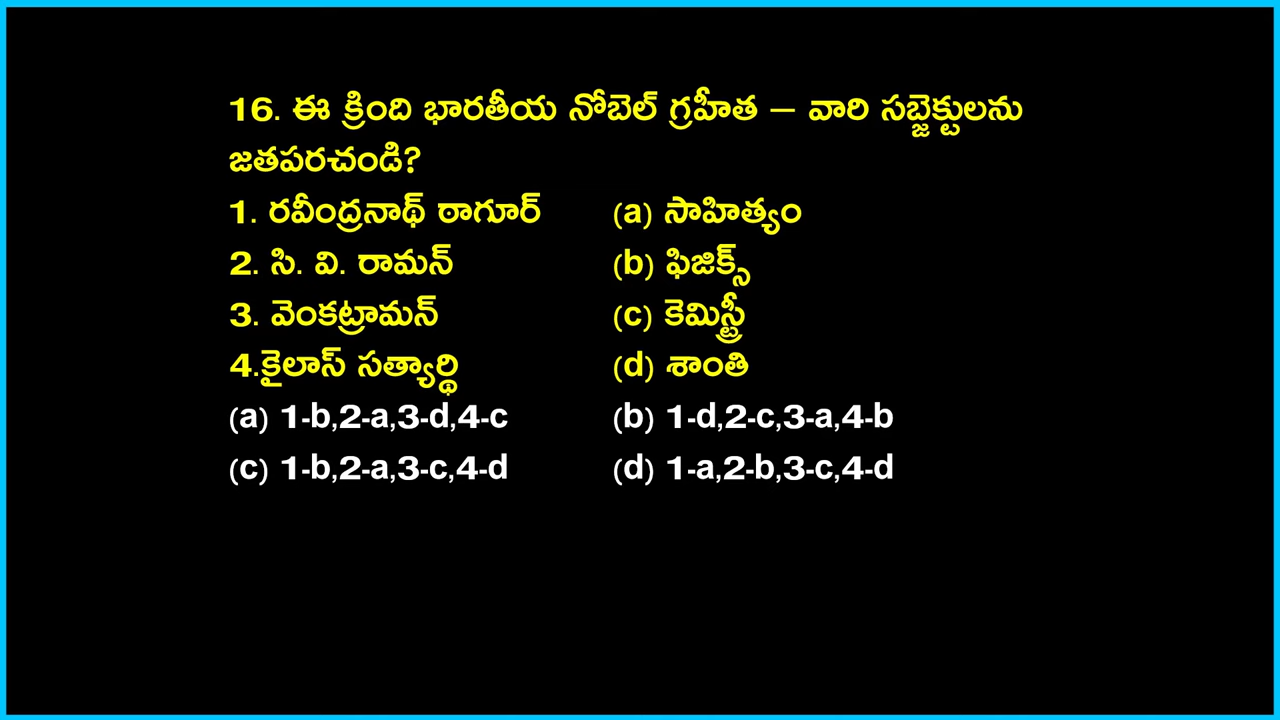 16. ఈ క్రింది భారతీయ నోబెల్ గ్రహీత – వారి సబ్జెక్టులను
జతపరచండి?
1. రవీంద్రనాథ్ ఠాగూర్ (a) సాహిత్యం
2. సి. వి. రామన్ (b) ఫిజిక్స్
3. వెంకట్రామన్ (c) కెమిస్ట్రీ
4.కైలాస్ సత్యార్థి (d) శాంతి
(a) 1-b,2-a,3-d,4-c (b) 1-d,2-c,3-a,4-b
(c) 1-b,2-a,3-c,4-d (d) 1-a,2-b,3-c,4-d